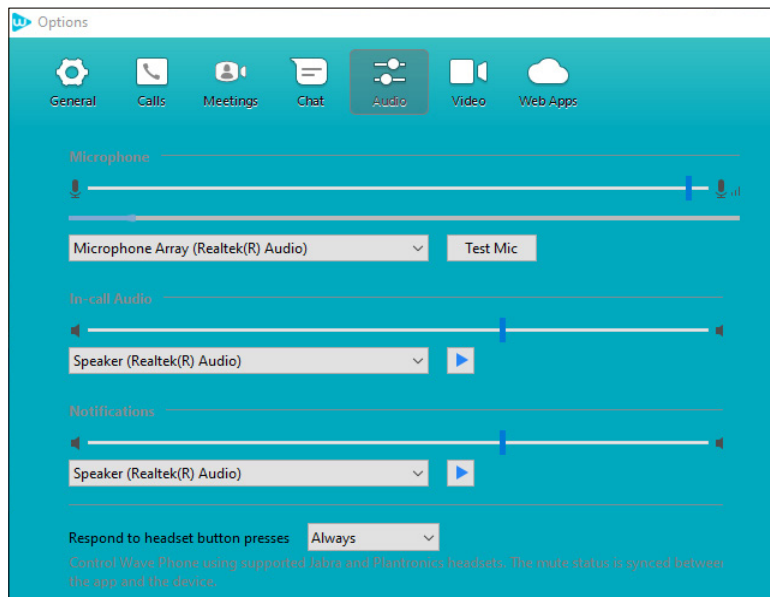 Options
General Calls Meetings Chat Audio Video Web Apps
Microphone
Microphone Array (Realtek(R) Audio) Test Mic
In-call Audio
Speaker (Realtek(R) Audio)
Notifications
Speaker (Realtek(R) Audio)
Respond to headset button presses Always
Control Wave Phone using supported Jabra and Plantronics headsets. The mute status is synced between
the app and the device.